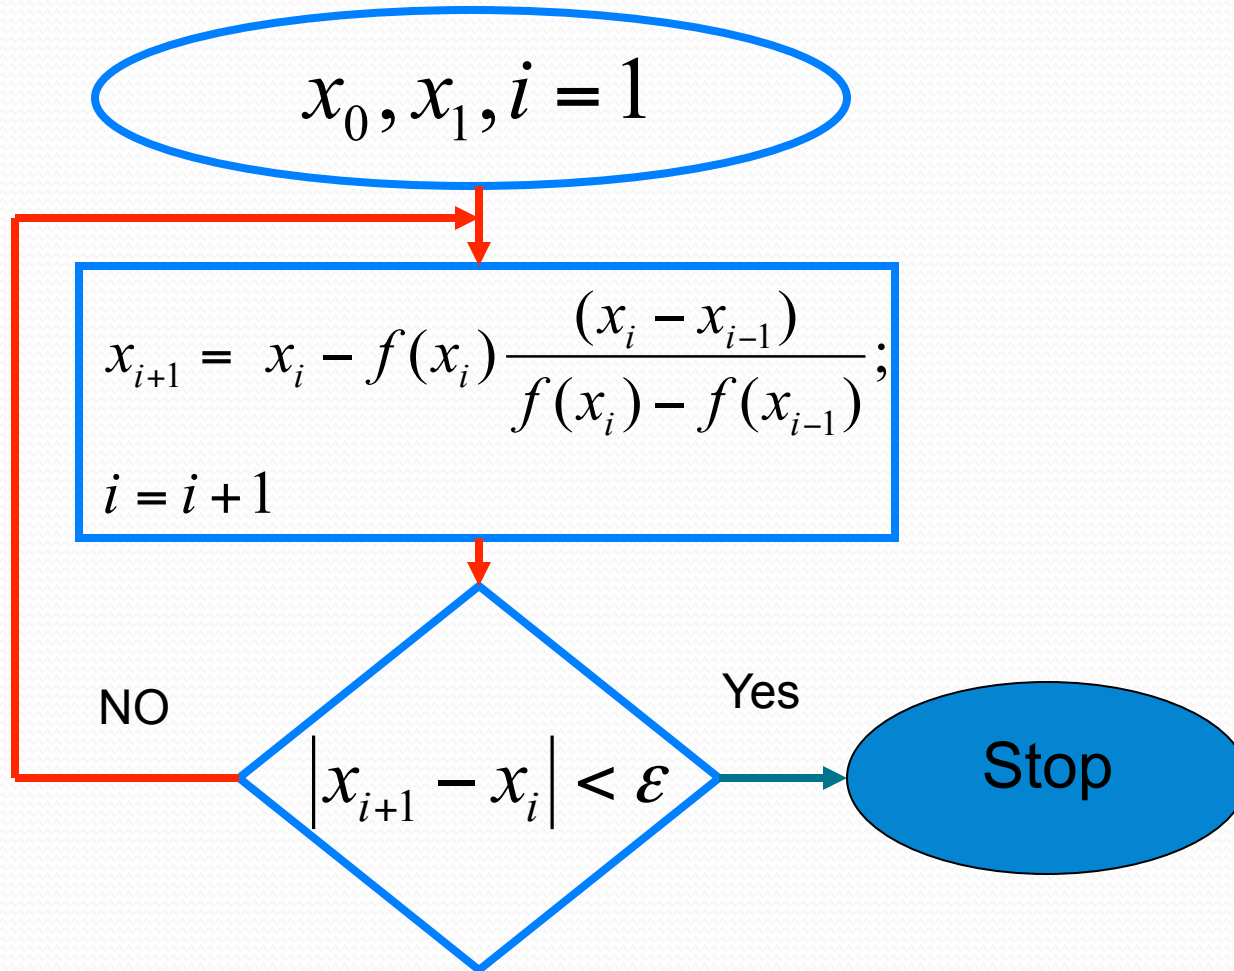 x_0, x_1, i = 1
x_{i+1} = x_i − f(x_i) \frac{(x_i − x_{i−1})}{f(x_i) − f(x_{i−1})};
i = i + 1
NO
Yes
|x_{i+1} − x_i| < ε
Stop